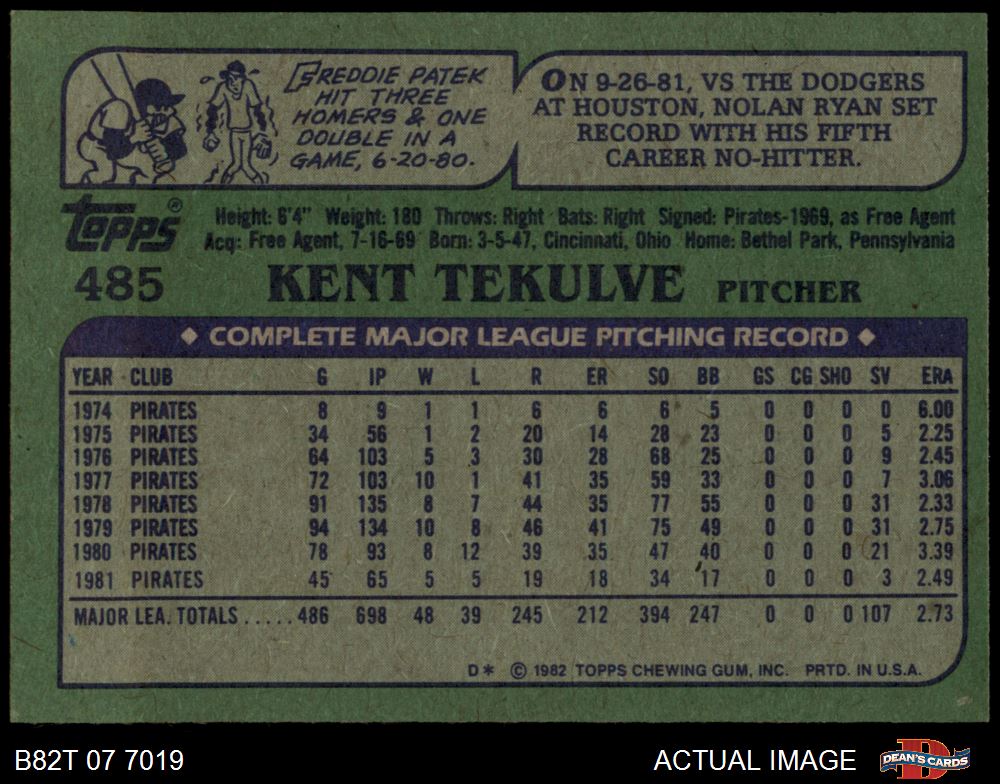 FREDDIE PATEK
HIT THREE
HOMERS & ONE
DOUBLE IN A
GAME, 6-20-80.
ON 9-26-81, VS THE DODGERS
AT HOUSTON, NOLAN RYAN SET
RECORD WITH HIS FIFTH
CAREER NO-HITTER.
TOPPS®
Height: 6'4" Weight: 180 Throws: Right Bats: Right Signed: Pirates-1969, as Free Agent
Acq: Free Agent, 7-16-69 Born: 3-5-47, Cincinnati, Ohio Home: Bethel Park, Pennsylvania
485 KENT TEKULVE PITCHER
◆ COMPLETE MAJOR LEAGUE PITCHING RECORD ◆
YEAR CLUB G IP W L R ER SO BB GS CG SHO SV ERA
1974 PIRATES 8 9 1 1 6 6 6 5 0 0 0 0 6.00
1975 PIRATES 34 56 1 2 20 14 28 23 0 0 0 5 2.25
1976 PIRATES 64 103 5 3 30 28 68 25 0 0 0 9 2.45
1977 PIRATES 72 103 10 1 41 35 59 33 0 0 0 7 3.06
1978 PIRATES 91 135 8 7 44 35 77 55 0 0 0 31 2.33
1979 PIRATES 94 134 10 8 46 41 75 49 0 0 0 31 2.75
1980 PIRATES 78 93 8 12 39 35 47 40 0 0 0 21 3.39
1981 PIRATES 45 65 5 5 19 18 34 17 0 0 0 3 2.49
MAJOR LEA. TOTALS.....486 698 48 39 245 212 394 247 0 0 0 107 2.73
D* © 1982 TOPPS CHEWING GUM, INC. PRTD. IN U.S.A.
B82T 07 7019 ACTUAL IMAGE DEAN'S CARDS